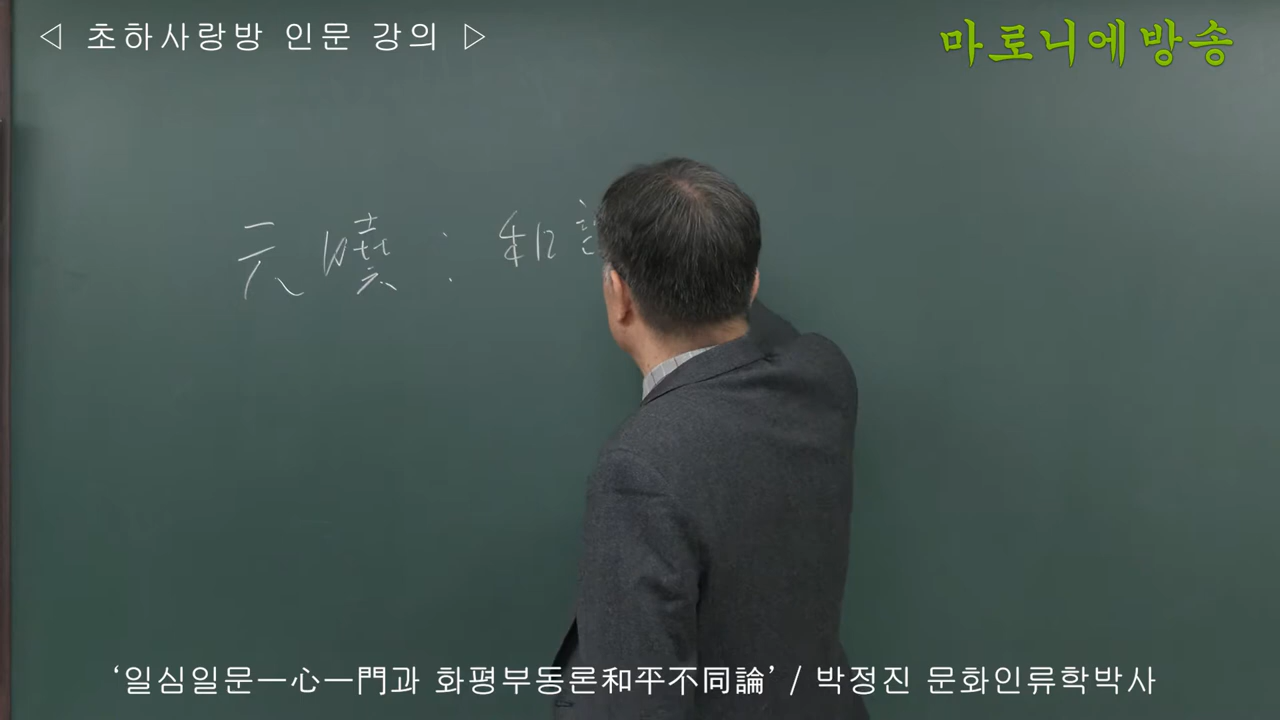 ◁ 초하사랑방 인문 강의 ▷
마로니에방송
元曉 : 和
‘일심일문一心一門과 화평부동론和平不同論’ / 박정진 문화인류학박사